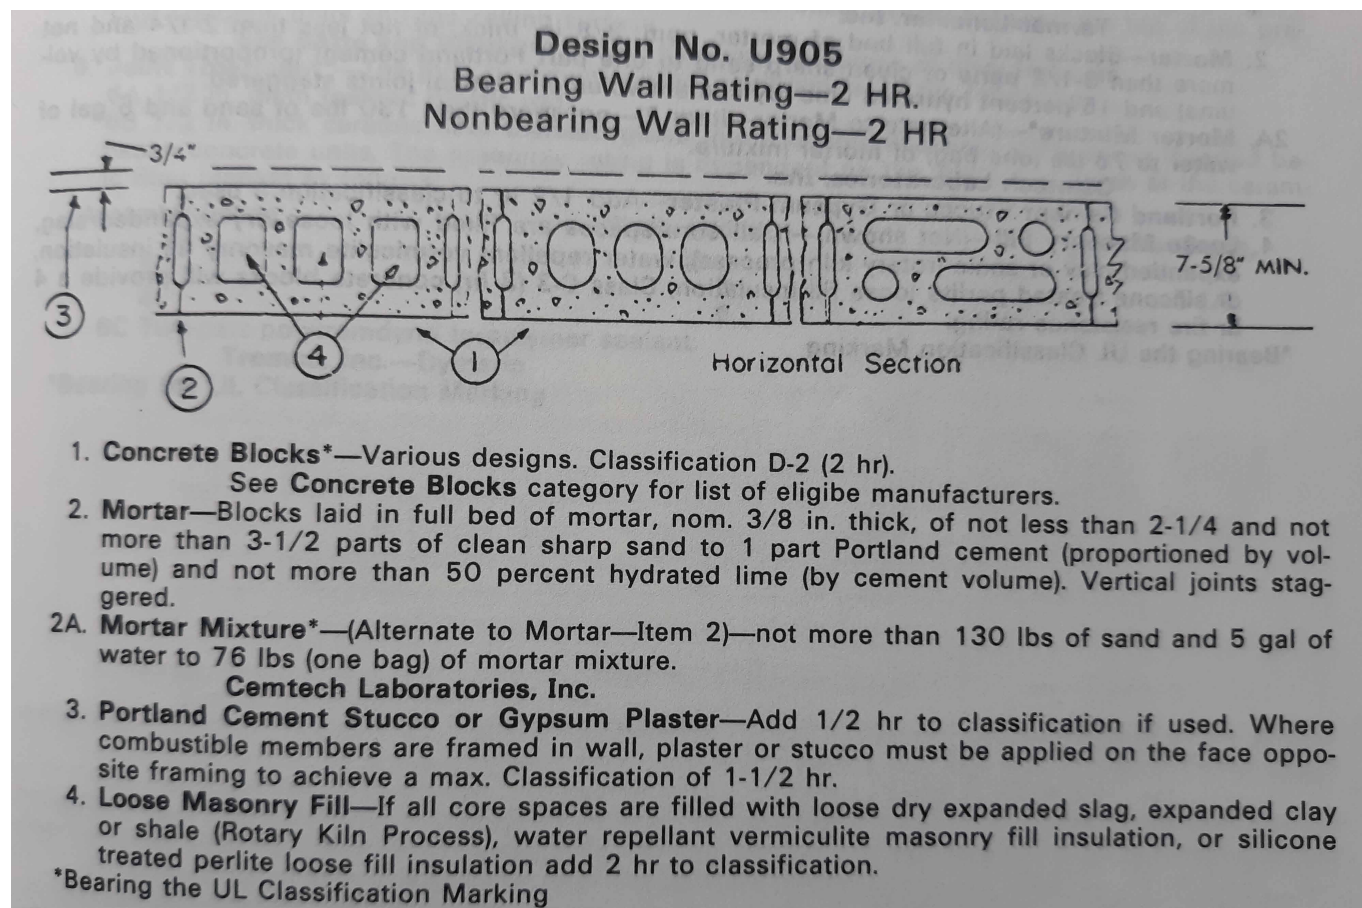 Design No. U905
Bearing Wall Rating—2 HR.
Nonbearing Wall Rating—2 HR
3/4"
7-5/8" MIN.
3
4
1
2
Horizontal Section
1. Concrete Blocks*—Various designs. Classification D-2 (2 hr).
See Concrete Blocks category for list of eligibe manufacturers.
2. Mortar—Blocks laid in full bed of mortar, nom. 3/8 in. thick, of not less than 2-1/4 and not
more than 3-1/2 parts of clean sharp sand to 1 part Portland cement (proportioned by vol-
ume) and not more than 50 percent hydrated lime (by cement volume). Vertical joints stag-
gered.
2A. Mortar Mixture*—(Alternate to Mortar—Item 2)—not more than 130 lbs of sand and 5 gal of
water to 76 lbs (one bag) of mortar mixture.
Cemtech Laboratories, Inc.
3. Portland Cement Stucco or Gypsum Plaster—Add 1/2 hr to classification if used. Where
combustible members are framed in wall, plaster or stucco must be applied on the face oppo-
site framing to achieve a max. Classification of 1-1/2 hr.
4. Loose Masonry Fill—If all core spaces are filled with loose dry expanded slag, expanded clay
or shale (Rotary Kiln Process), water repellant vermiculite masonry fill insulation, or silicone
treated perlite loose fill insulation add 2 hr to classification.
*Bearing the UL Classification Marking